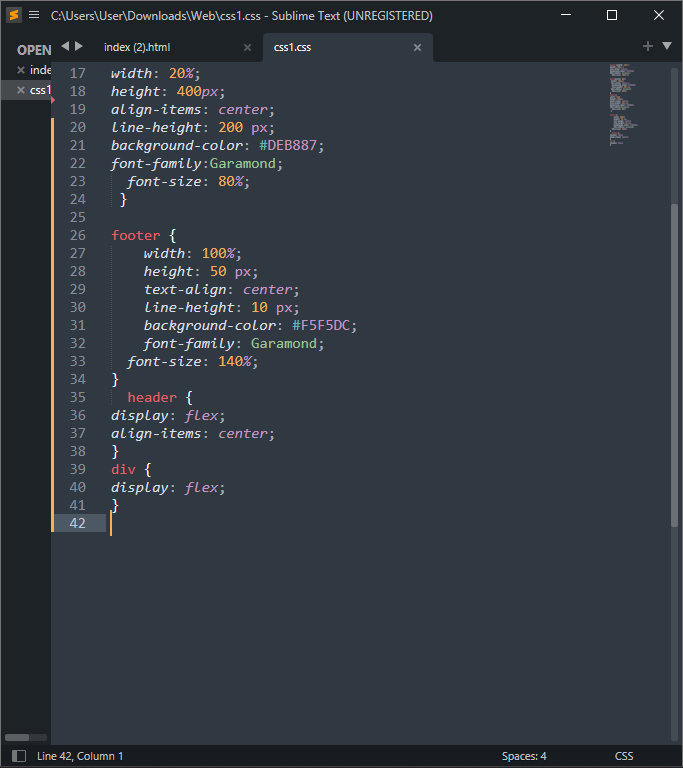 C:\Users\User\Downloads\Web\css1.css - Sublime Text (UNREGISTERED)
OPEN
inde
css1
index (2).html
css1.css
17 width: 20%;
18 height: 400px;
19 align-items: center;
20 line-height: 200 px;
21 background-color: #DEB887;
22 font-family:Garamond;
23 font-size: 80%;
24 }
25
26 footer {
27 width: 100%;
28 height: 50 px;
29 text-align: center;
30 line-height: 10 px;
31 background-color: #F5F5DC;
32 font-family: Garamond;
33 font-size: 140%;
34 }
35 header {
36 display: flex;
37 align-items: center;
38 }
39 div {
40 display: flex;
41 }
42
Line 42, Column 1
Spaces: 4
CSS